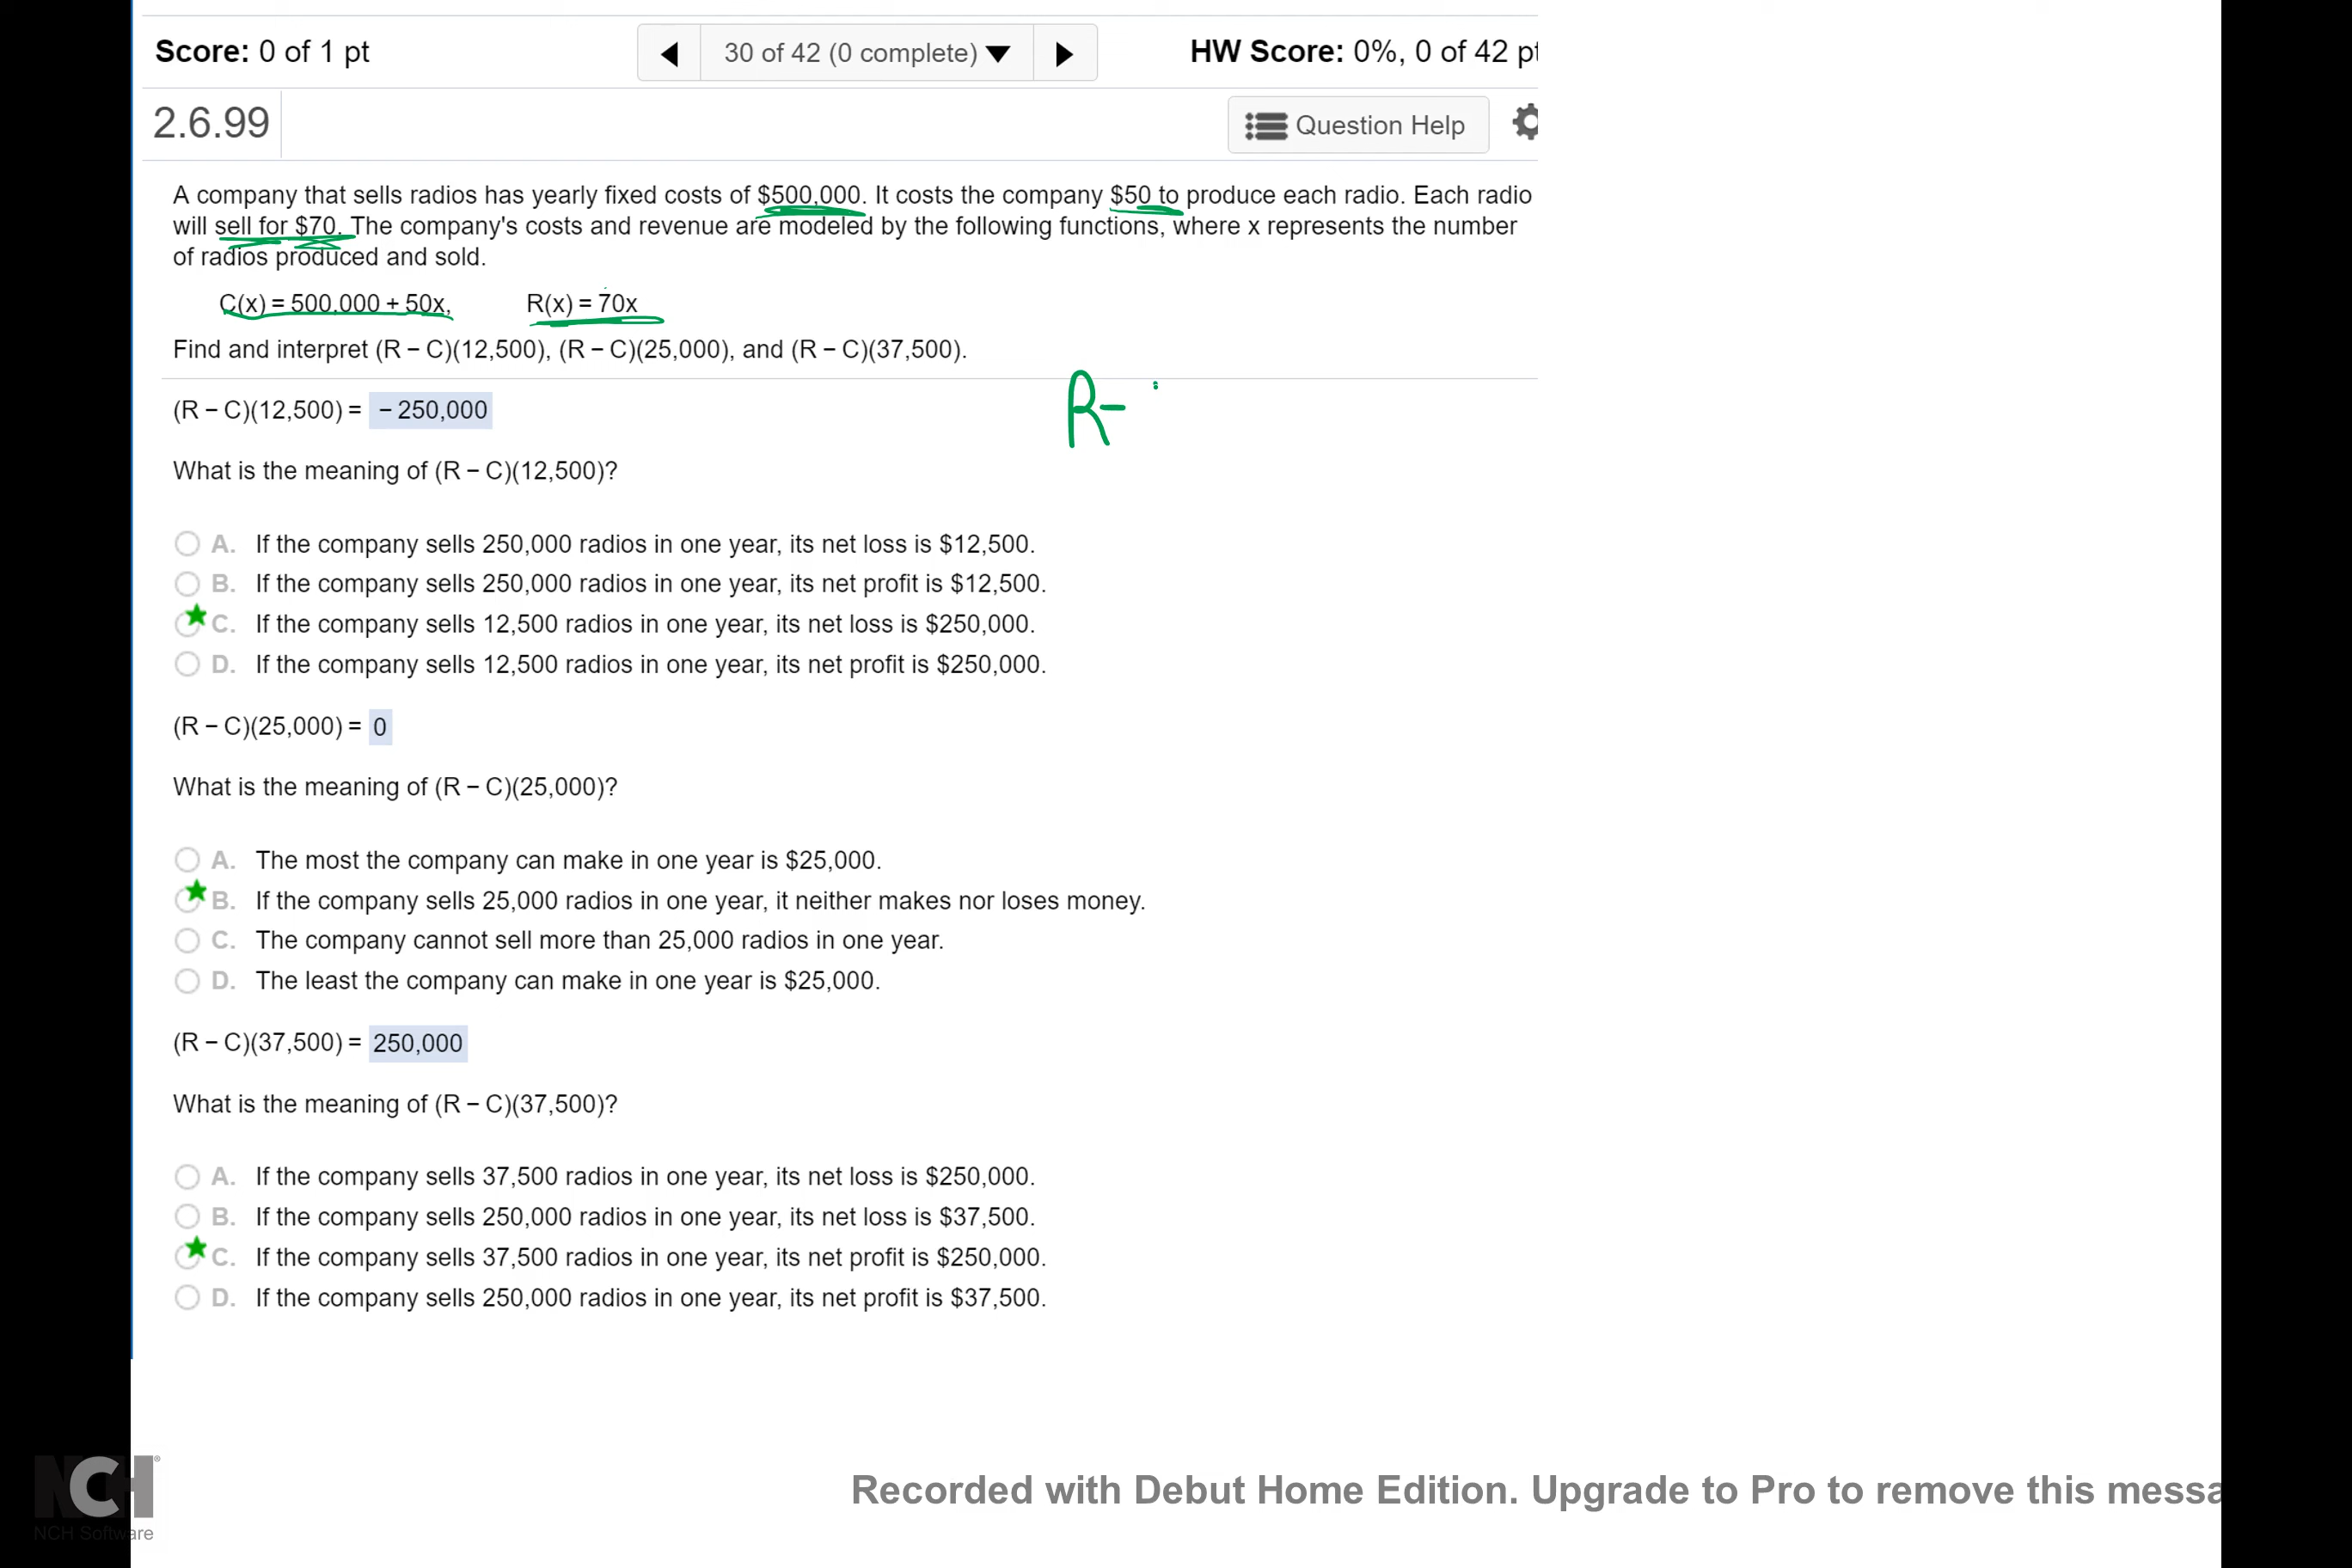 Score: 0 of 1 pt
30 of 42 (0 complete)
HW Score: 0%, 0 of 42 pt
2.6.99
Question Help
A company that sells radios has yearly fixed costs of $500,000. It costs the company $50 to produce each radio. Each radio
will sell for $70. The company's costs and revenue are modeled by the following functions, where x represents the number
of radios produced and sold.
C(x) = 500,000 + 50x, R(x) = 70x
Find and interpret (R − C)(12,500), (R − C)(25,000), and (R − C)(37,500).
R-
(R − C)(12,500) = − 250,000
What is the meaning of (R − C)(12,500)?
A. If the company sells 250,000 radios in one year, its net loss is $12,500.
B. If the company sells 250,000 radios in one year, its net profit is $12,500.
C. If the company sells 12,500 radios in one year, its net loss is $250,000.
D. If the company sells 12,500 radios in one year, its net profit is $250,000.
(R − C)(25,000) = 0
What is the meaning of (R − C)(25,000)?
A. The most the company can make in one year is $25,000.
B. If the company sells 25,000 radios in one year, it neither makes nor loses money.
C. The company cannot sell more than 25,000 radios in one year.
D. The least the company can make in one year is $25,000.
(R − C)(37,500) = 250,000
What is the meaning of (R − C)(37,500)?
A. If the company sells 37,500 radios in one year, its net loss is $250,000.
B. If the company sells 250,000 radios in one year, its net loss is $37,500.
C. If the company sells 37,500 radios in one year, its net profit is $250,000.
D. If the company sells 250,000 radios in one year, its net profit is $37,500.
NCH®
NCH Software
Recorded with Debut Home Edition. Upgrade to Pro to remove this messa